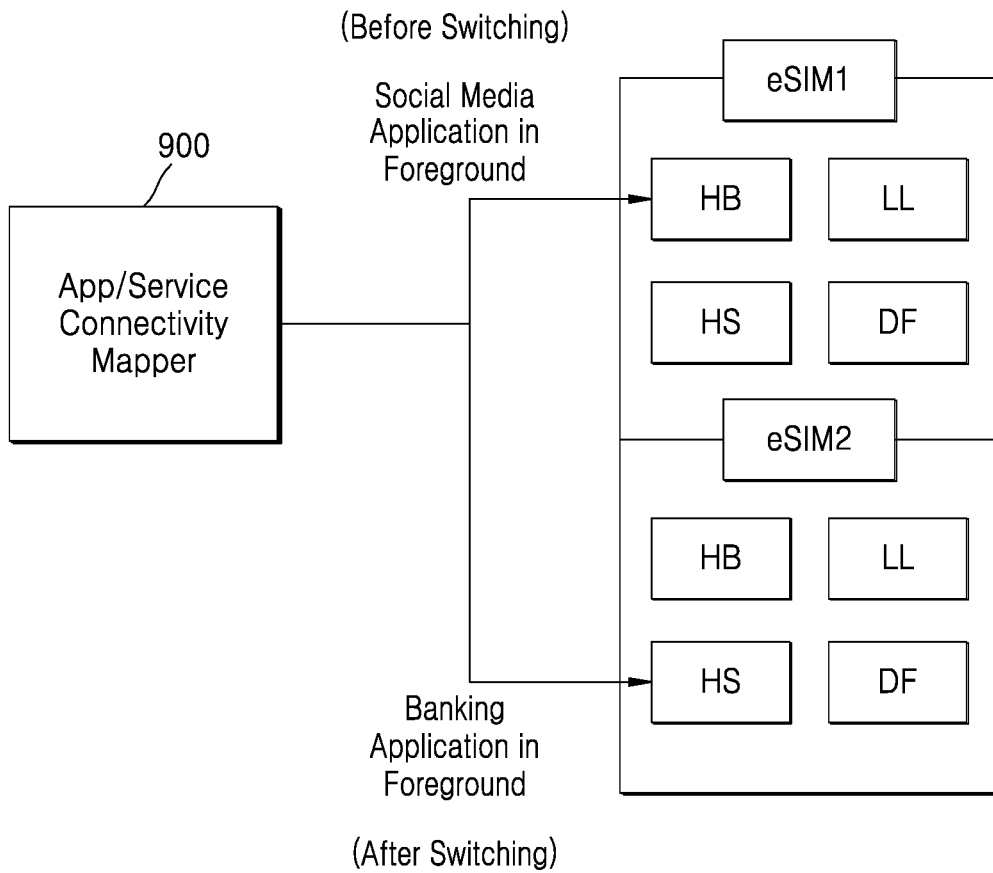 (Before Switching)
Social Media
Application in
Foreground
900
App/Service
Connectivity
Mapper
eSIM1
HB
LL
HS
DF
eSIM2
HB
LL
HS
DF
Banking
Application in
Foreground
(After Switching)